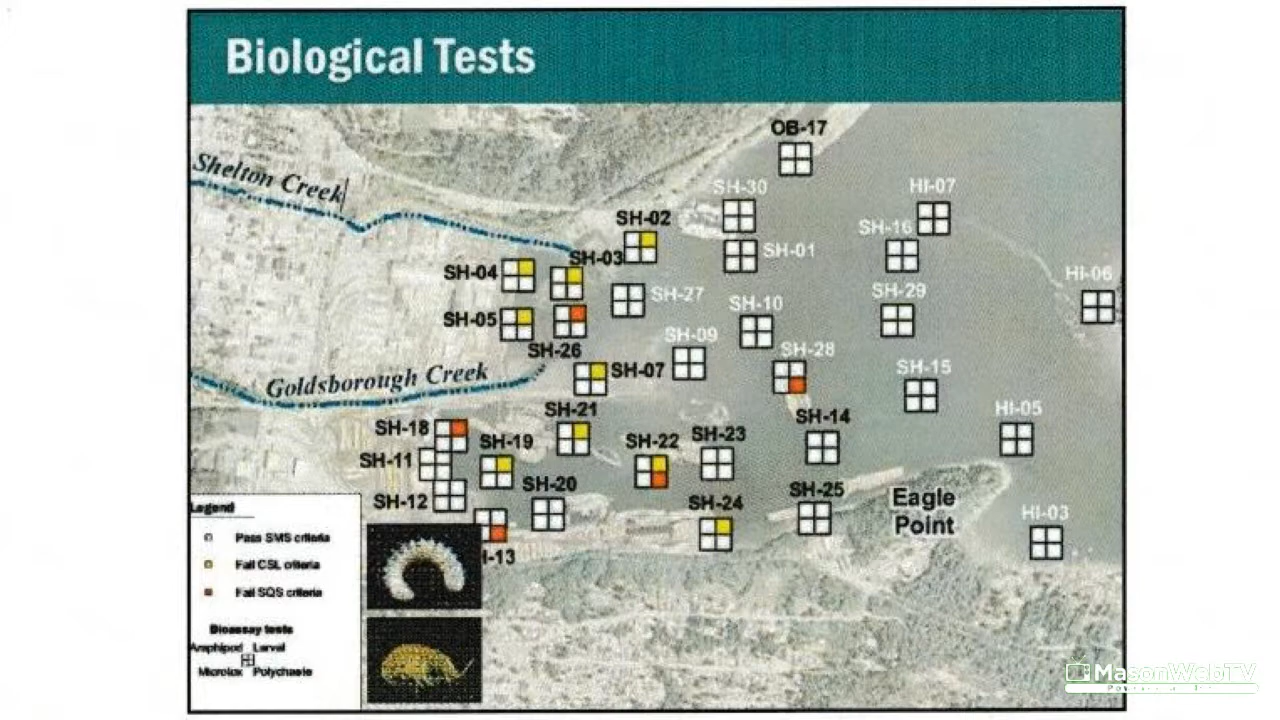 Biological Tests
OB-17
Shelton Creek
SH-30
HI-07
SH-02
SH-16
SH-03
SH-01
SH-04
HI-06
SH-27
SH-29
SH-10
SH-05
SH-09
SH-26
SH-28
Goldsborough Creek
SH-07
SH-15
SH-21
HI-05
SH-14
SH-18
SH-19
SH-22
SH-23
SH-11
SH-20
SH-25
SH-12
SH-24
Eagle
Point
HI-03
Legend
Pass SMS criteria
-13
Fail CSL criteria
Fail SQS criteria
Bioassay tests
Amphipod Larval
Microtox Polychaete
MasonWebTV